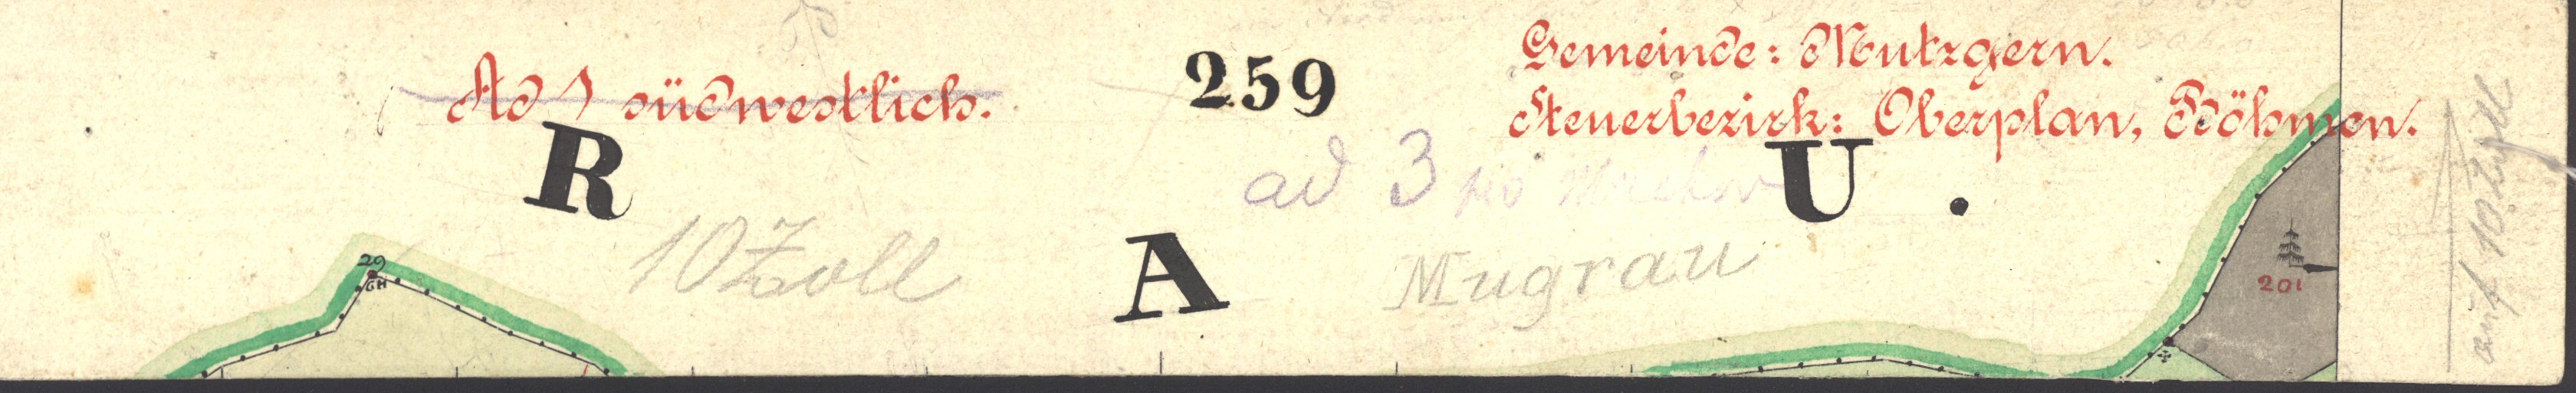 Gemeinde: Mutzgern.
Ad 1 südwestlich.
259
Steuerbezirk: Oberplan, Böhmen.
R
ad 3
U.
10 Zoll
A
Mugrau
29
GH
201
auf 10 Zoll